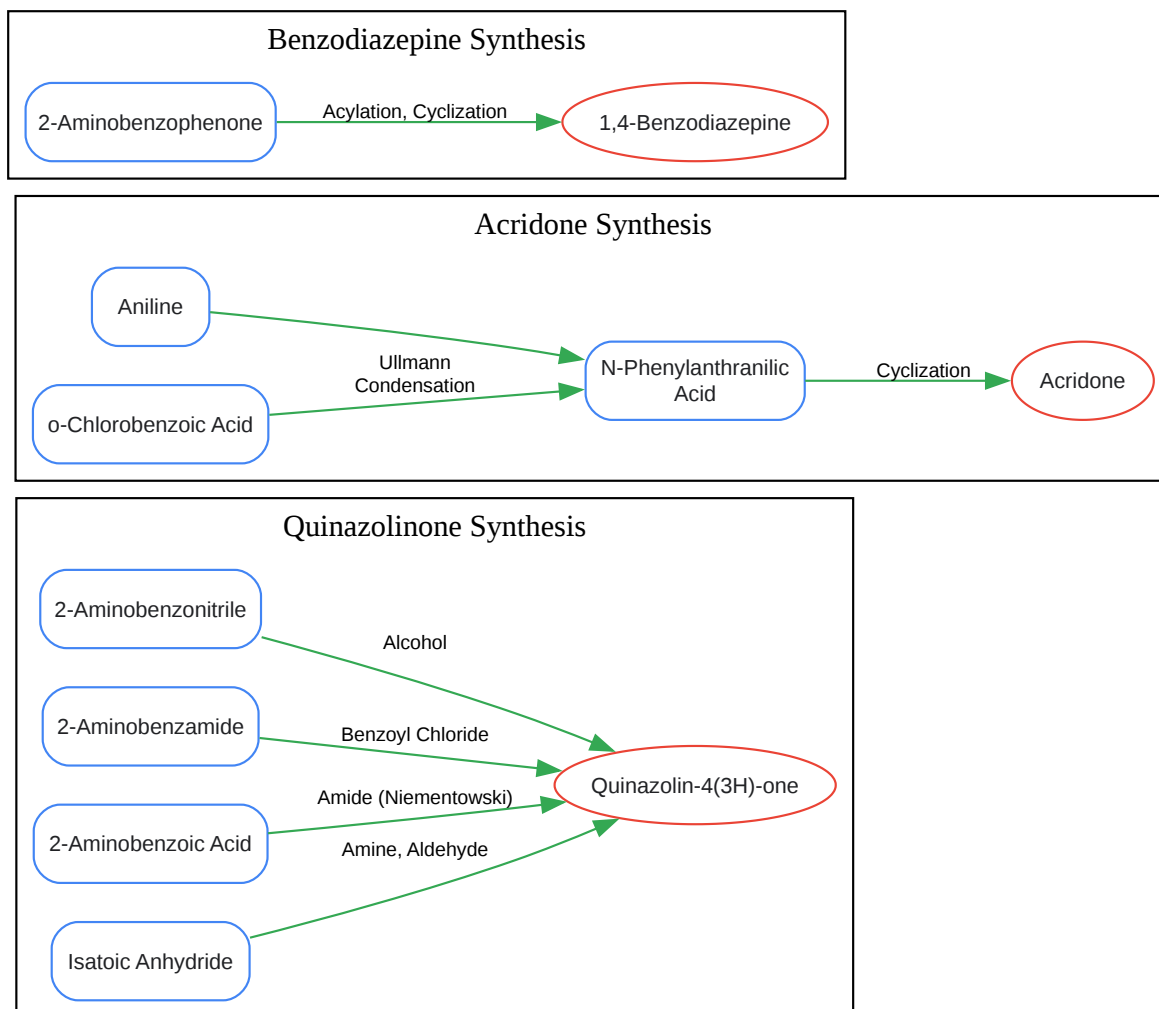 Benzodiazepine Synthesis
2-Aminobenzophenone
Acylation, Cyclization
1,4-Benzodiazepine
Acridone Synthesis
Aniline
Ullmann
Condensation
o-Chlorobenzoic Acid
N-Phenylanthranilic
Acid
Cyclization
Acridone
Quinazolinone Synthesis
2-Aminobenzonitrile
Alcohol
2-Aminobenzamide
Benzoyl Chloride
Quinazolin-4(3H)-one
Amide (Niementowski)
2-Aminobenzoic Acid
Amine, Aldehyde
Isatoic Anhydride